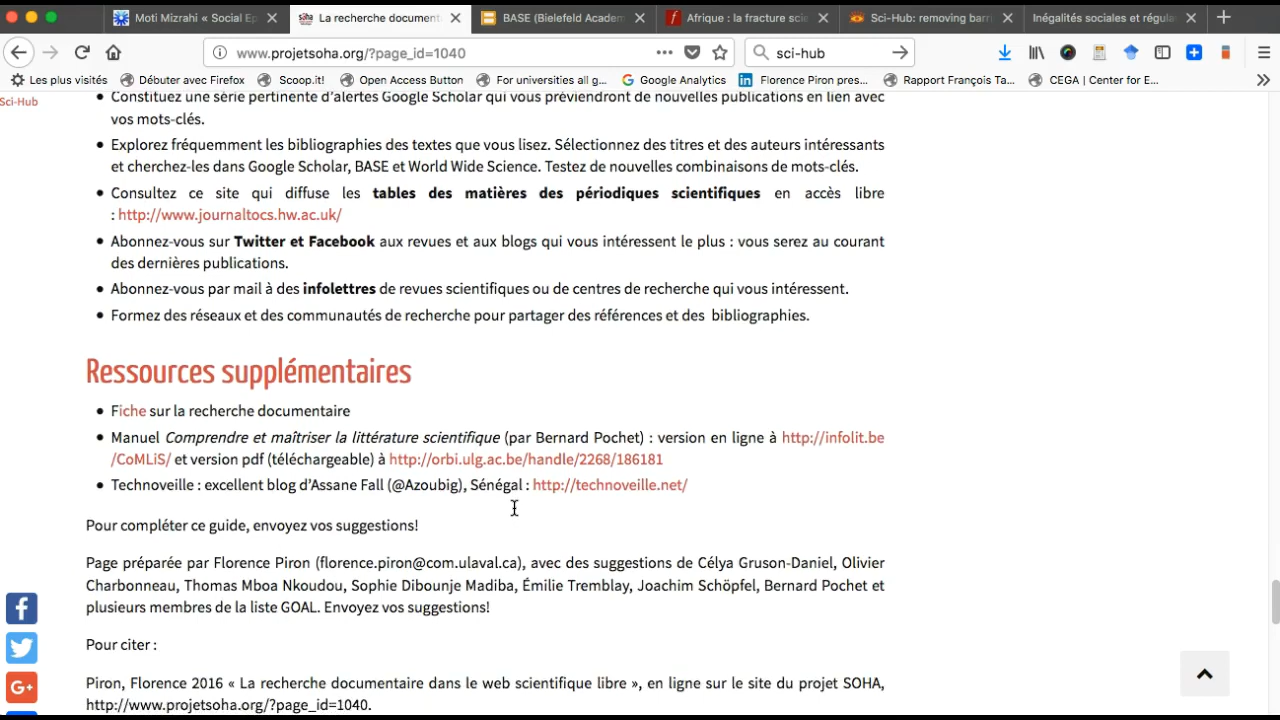 Moti Mizrahi « Social Ep
La recherche document
BASE (Bielefeld Academ
Afrique : la fracture scie
Sci-Hub: removing barr
Inégalités sociales et régula
www.projetsoha.org/?page_id=1040
sci-hub
Les plus visités
Débuter avec Firefox
Scoop.it!
Open Access Button
For universities all g...
Google Analytics
Florence Piron pres...
Rapport François Ta...
CEGA | Center for E...
Sci-Hub
Constituez une série pertinente d'alertes Google Scholar qui vous préviendront de nouvelles publications en lien avec
vos mots-clés.
Explorez fréquemment les bibliographies des textes que vous lisez. Sélectionnez des titres et des auteurs intéressants
et cherchez-les dans Google Scholar, BASE et World Wide Science. Testez de nouvelles combinaisons de mots-clés.
Consultez ce site qui diffuse les tables des matières des périodiques scientifiques en accès libre
: http://www.journaltocs.hw.ac.uk/
Abonnez-vous sur Twitter et Facebook aux revues et aux blogs qui vous intéressent le plus : vous serez au courant
des dernières publications.
Abonnez-vous par mail à des infolettres de revues scientifiques ou de centres de recherche qui vous intéressent.
Formez des réseaux et des communautés de recherche pour partager des références et des bibliographies.
Ressources supplémentaires
Fiche sur la recherche documentaire
Manuel Comprendre et maîtriser la littérature scientifique (par Bernard Pochet) : version en ligne à http://infolit.be
/CoMLiS/ et version pdf (téléchargeable) à http://orbi.ulg.ac.be/handle/2268/186181
Technoveille : excellent blog d'Assane Fall (@Azoubig), Sénégal : http://technoveille.net/
Pour compléter ce guide, envoyez vos suggestions!
Page préparée par Florence Piron (florence.piron@com.ulaval.ca), avec des suggestions de Célya Gruson-Daniel, Olivier
Charbonneau, Thomas Mboa Nkoudou, Sophie Dibounje Madiba, Émilie Tremblay, Joachim Schöpfel, Bernard Pochet et
plusieurs membres de la liste GOAL. Envoyez vos suggestions!
Pour citer :
Piron, Florence 2016 « La recherche documentaire dans le web scientifique libre », en ligne sur le site du projet SOHA,
http://www.projetsoha.org/?page_id=1040.